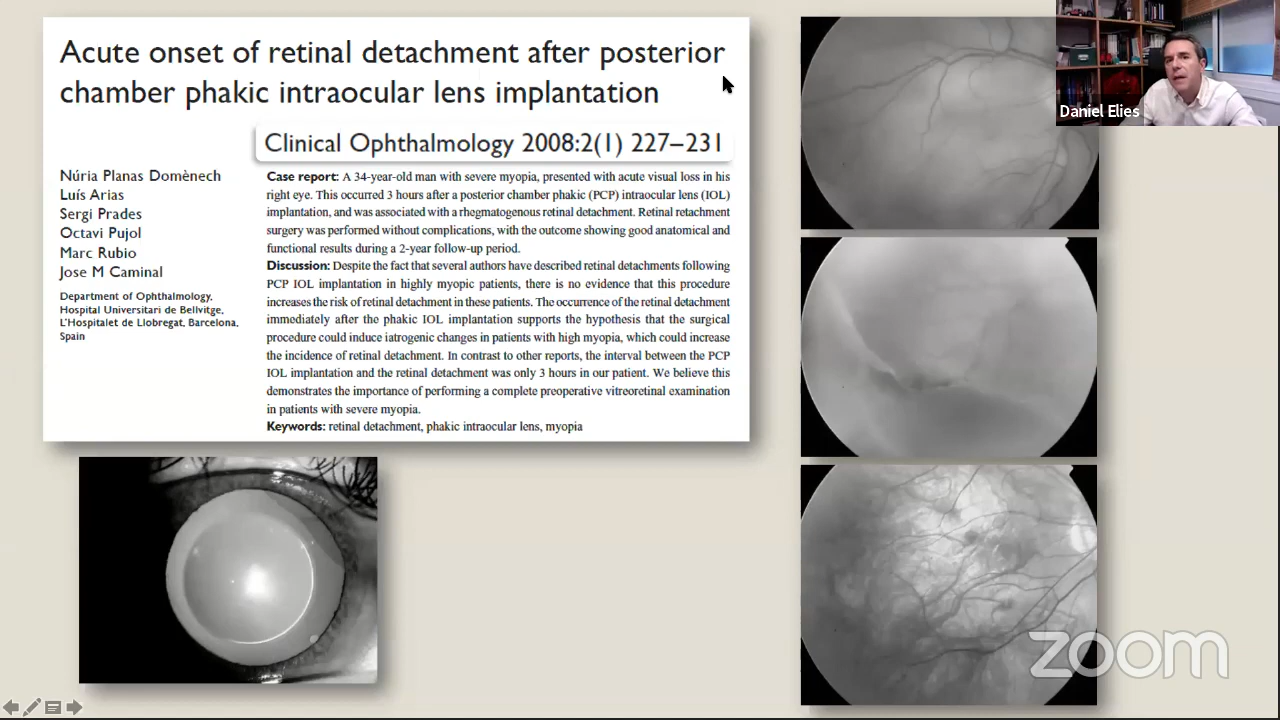 Acute onset of retinal detachment after posterior
chamber phakic intraocular lens implantation
Clinical Ophthalmology 2008:2(1) 227–231
Núria Planas Domènech
Luís Arias
Sergi Prades
Octavi Pujol
Marc Rubio
Jose M Caminal
Department of Ophthalmology,
Hospital Universitari de Bellvitge,
L'Hospitalet de Llobregat, Barcelona,
Spain
Case report: A 34-year-old man with severe myopia, presented with acute visual loss in his
right eye. This occurred 3 hours after a posterior chamber phakic (PCP) intraocular lens (IOL)
implantation, and was associated with a rhegmatogenous retinal detachment. Retinal retachment
surgery was performed without complications, with the outcome showing good anatomical and
functional results during a 2-year follow-up period.
Discussion: Despite the fact that several authors have described retinal detachments following
PCP IOL implantation in highly myopic patients, there is no evidence that this procedure
increases the risk of retinal detachment in these patients. The occurrence of the retinal detachment
immediately after the phakic IOL implantation supports the hypothesis that the surgical
procedure could induce iatrogenic changes in patients with high myopia, which could increase
the incidence of retinal detachment. In contrast to other reports, the interval between the PCP
IOL implantation and the retinal detachment was only 3 hours in our patient. We believe this
demonstrates the importance of performing a complete preoperative vitreoretinal examination
in patients with severe myopia.
Keywords: retinal detachment, phakic intraocular lens, myopia
Daniel Elies
zoom